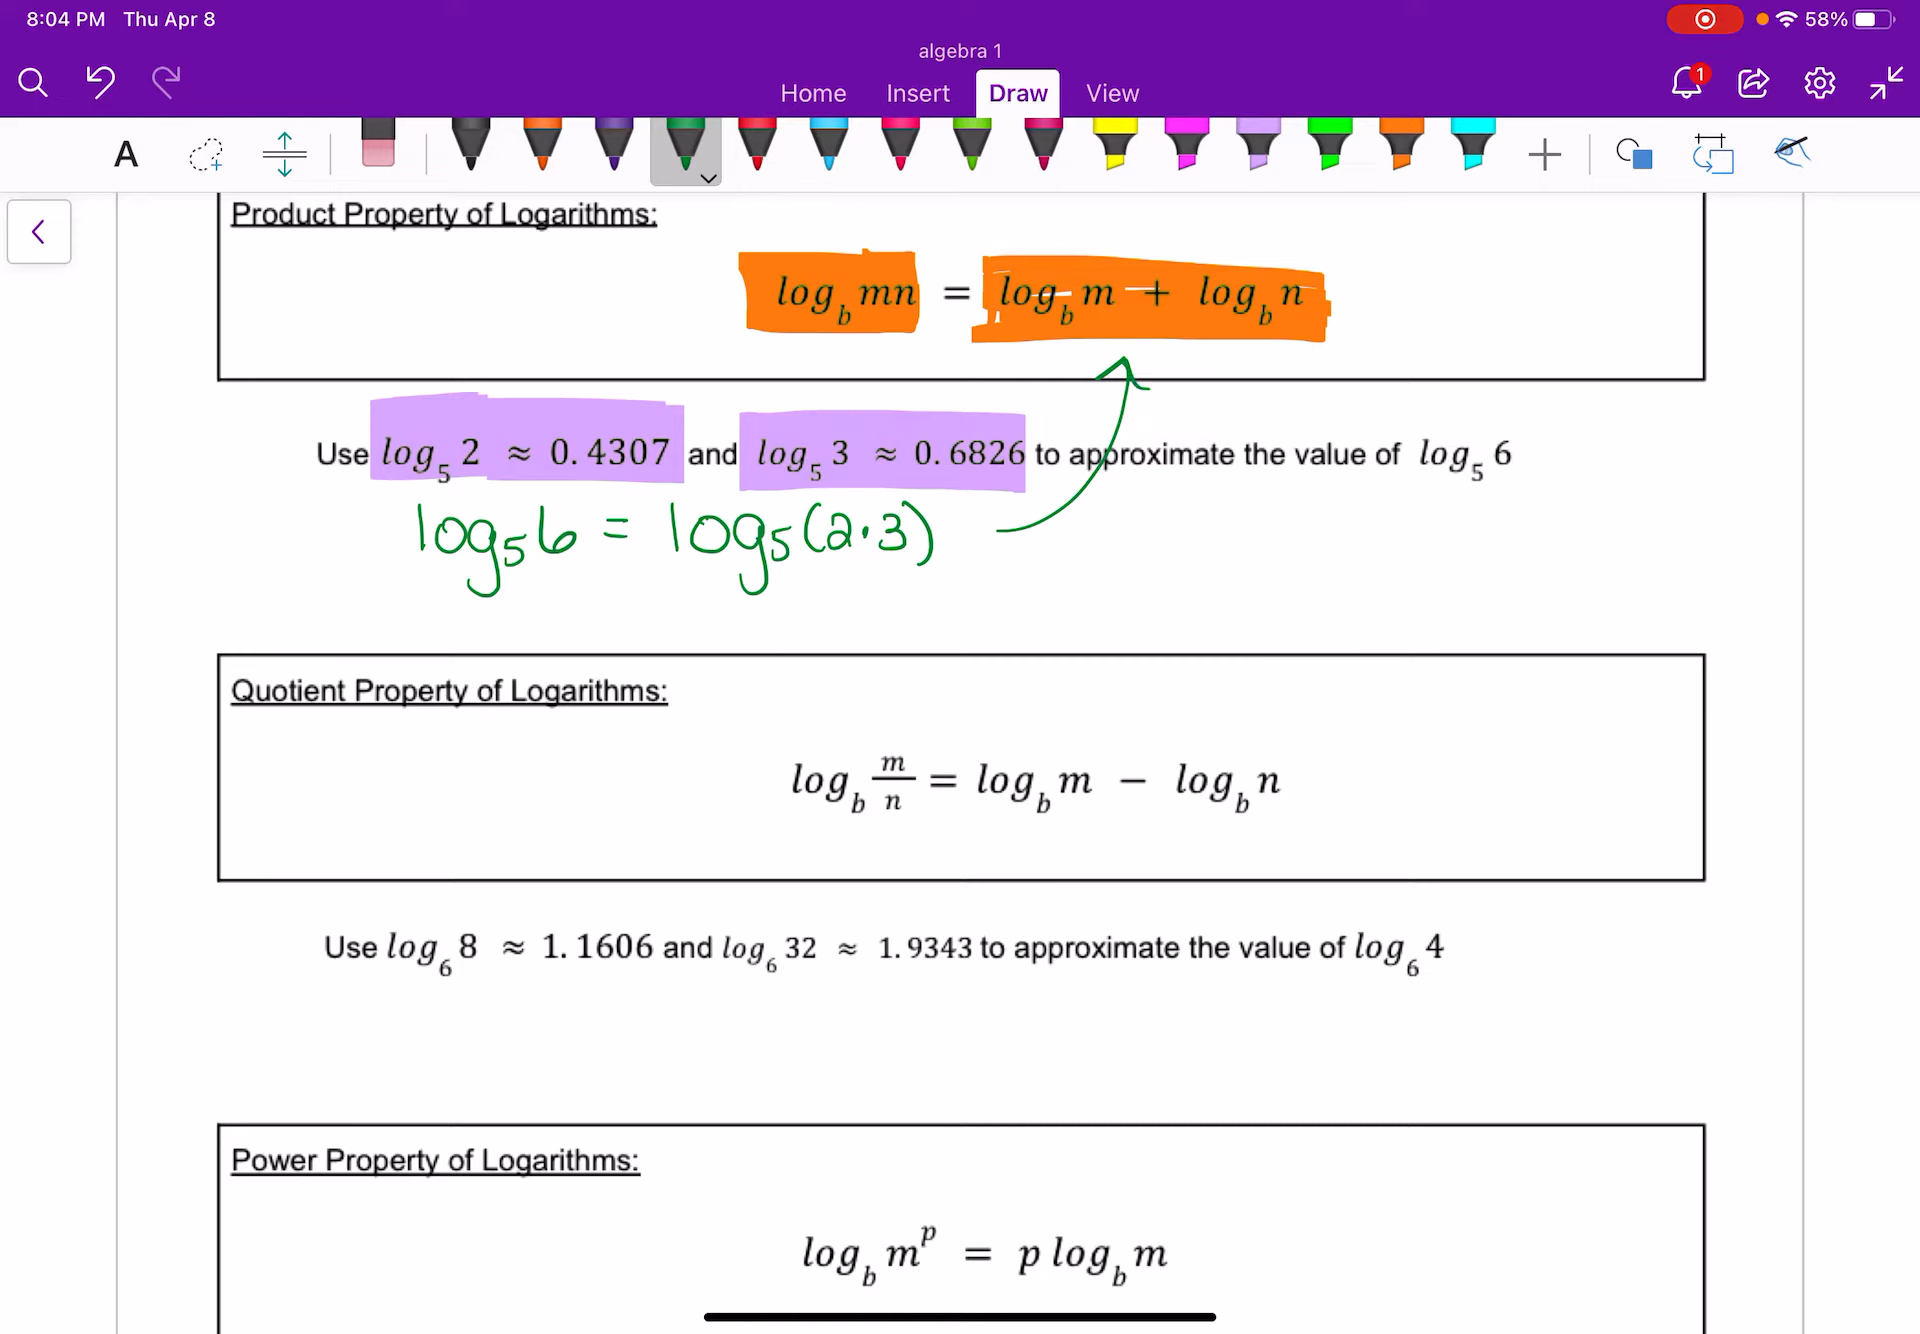 8:04 PM Thu Apr 8
58%
algebra 1
Home Insert Draw View
1
A
Product Property of Logarithms:
log_b mn = log_b m + log_b n
Use log_5 2 ≈ 0.4307 and log_5 3 ≈ 0.6826 to approximate the value of log_5 6
log_5 6 = log_5 (2·3)
Quotient Property of Logarithms:
log_b m/n = log_b m − log_b n
Use log_6 8 ≈ 1.1606 and log_6 32 ≈ 1.9343 to approximate the value of log_6 4
Power Property of Logarithms:
log_b m^p = p log_b m